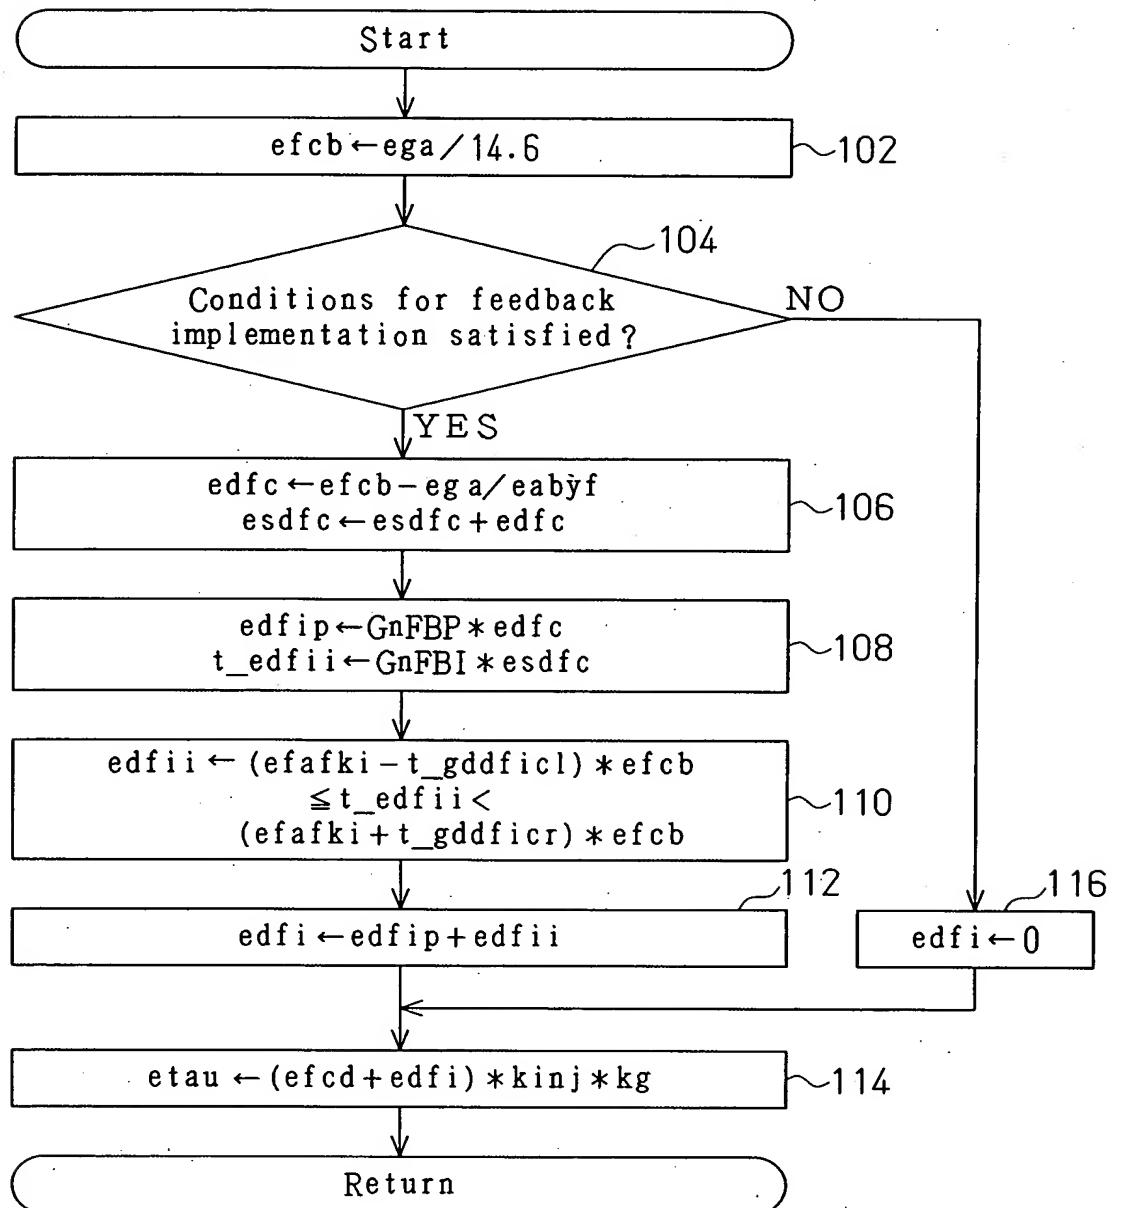 Start
efcb←ega/14.6
102
104
Conditions for feedback
implementation satisfied?
NO
YES
edfc←efcb-ega/eabyf
esdfc←esdfc+edfc
106
edfip←GnFBP*edfc
t_edfii←GnFBI*esdfc
108
edfii←(efafki-t_gddficl)*efcb
≦t_edfii<
(efafki+t_gddficr)*efcb
110
112
edfi←edfip+edfii
116
edfi←0
etau←(efcd+edfi)*kinj*kg
114
Return